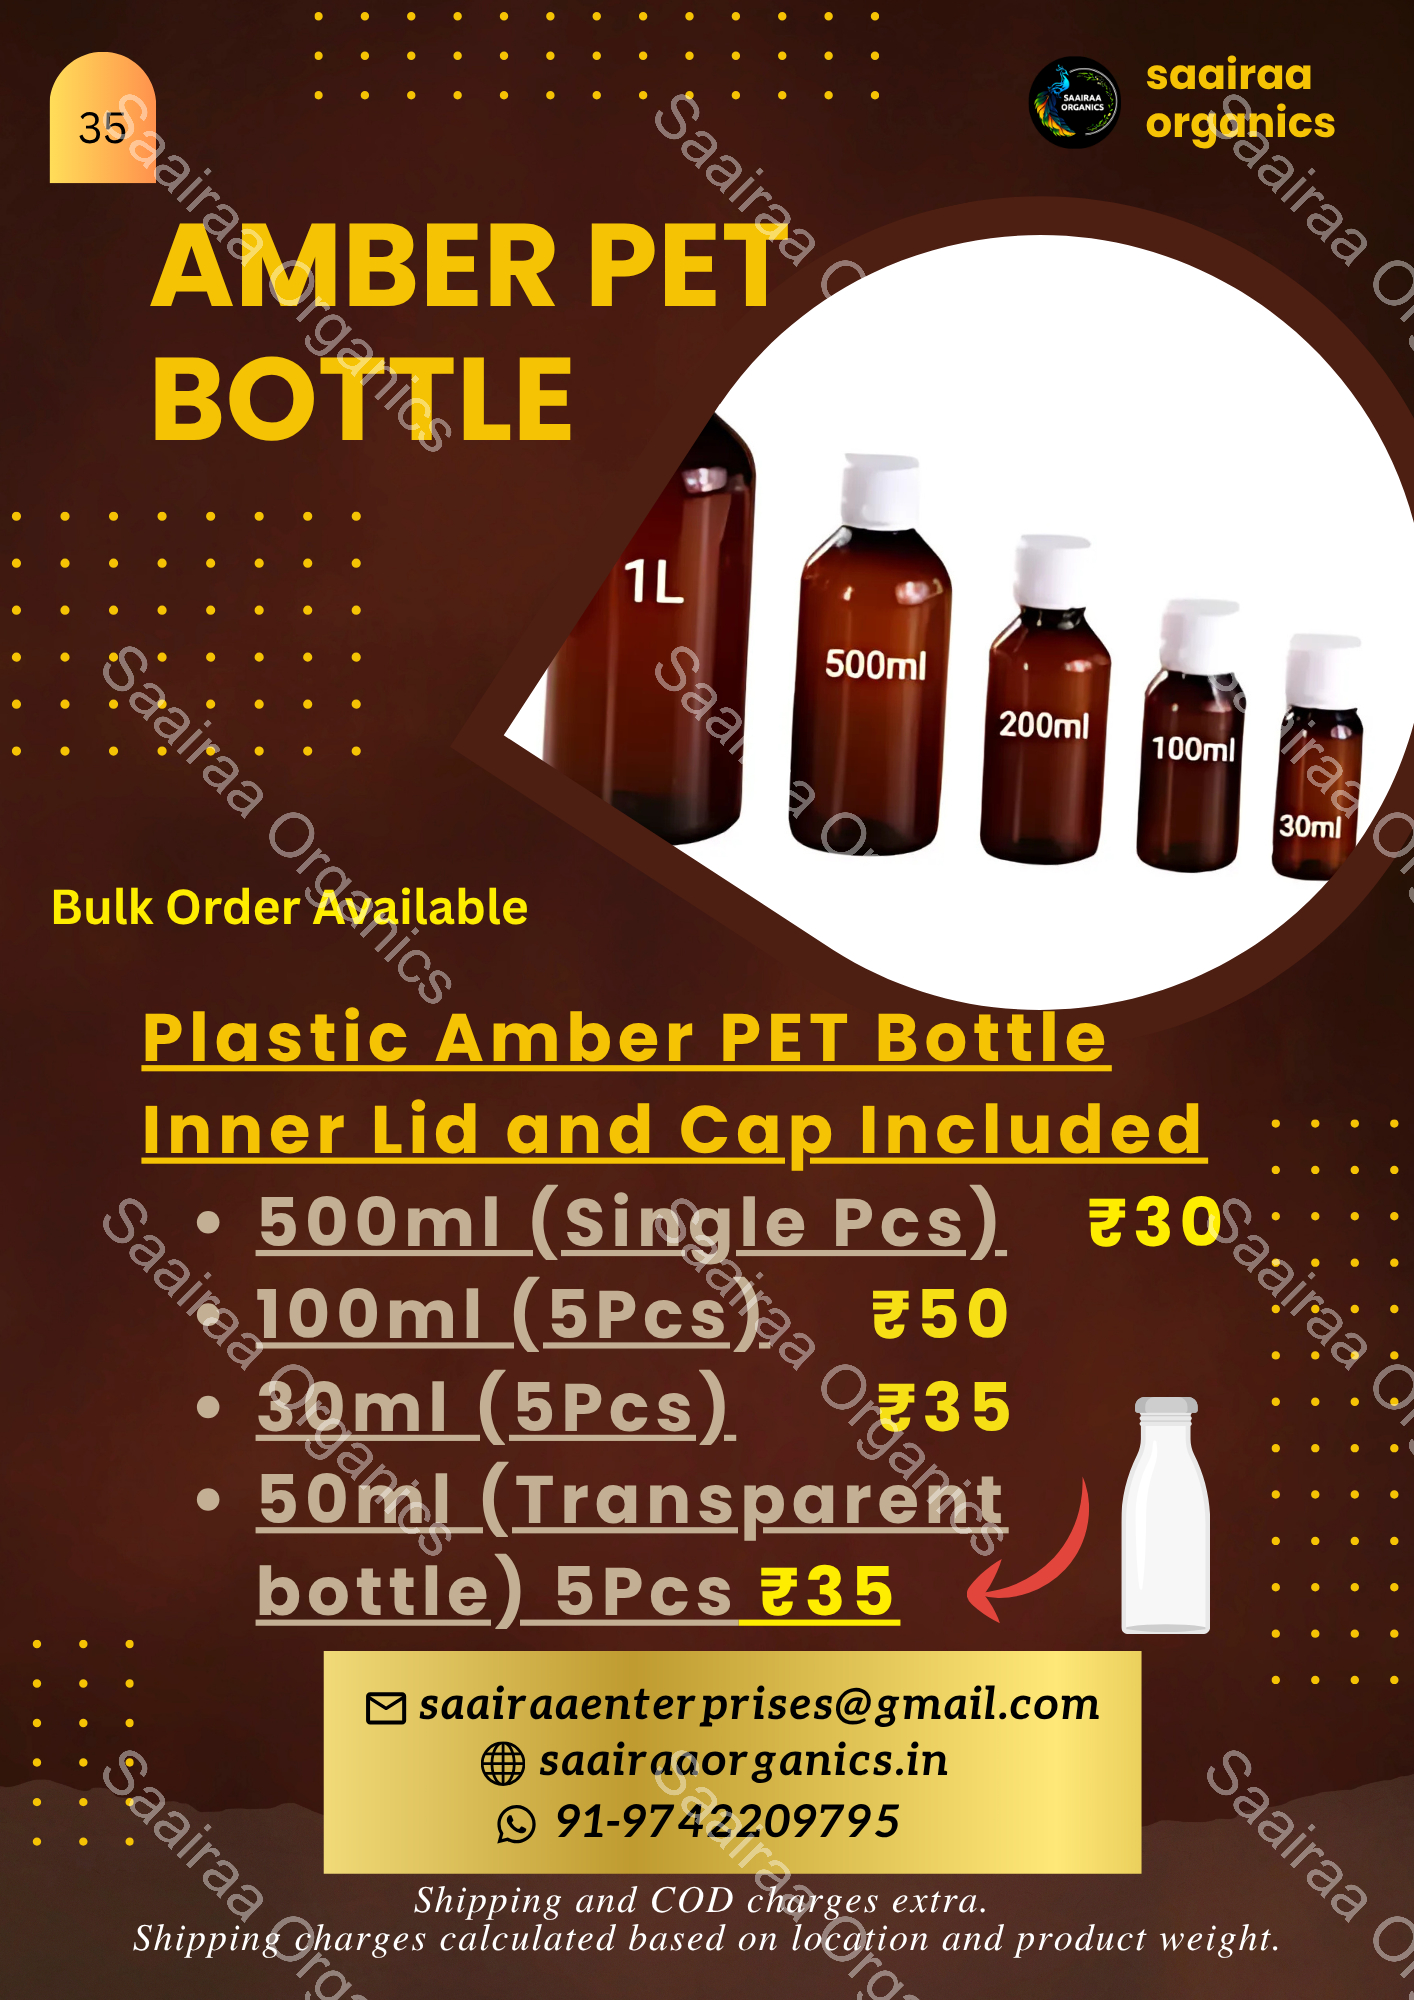 35
SAAIRAA
ORGANICS
saairaa
organics
AMBER PET
BOTTLE
1L
500ml
200ml
100ml
30ml
Bulk Order Available
Plastic Amber PET Bottle
Inner Lid and Cap Included
• 500ml (Single Pcs) ₹30
• 100ml (5Pcs) ₹50
• 30ml (5Pcs) ₹35
• 50ml (Transparent
bottle) 5Pcs ₹35
saairaaenterprises@gmail.com
saairaaorganics.in
91-9742209795
Shipping and COD charges extra.
Shipping charges calculated based on location and product weight.
Saairaa Organics